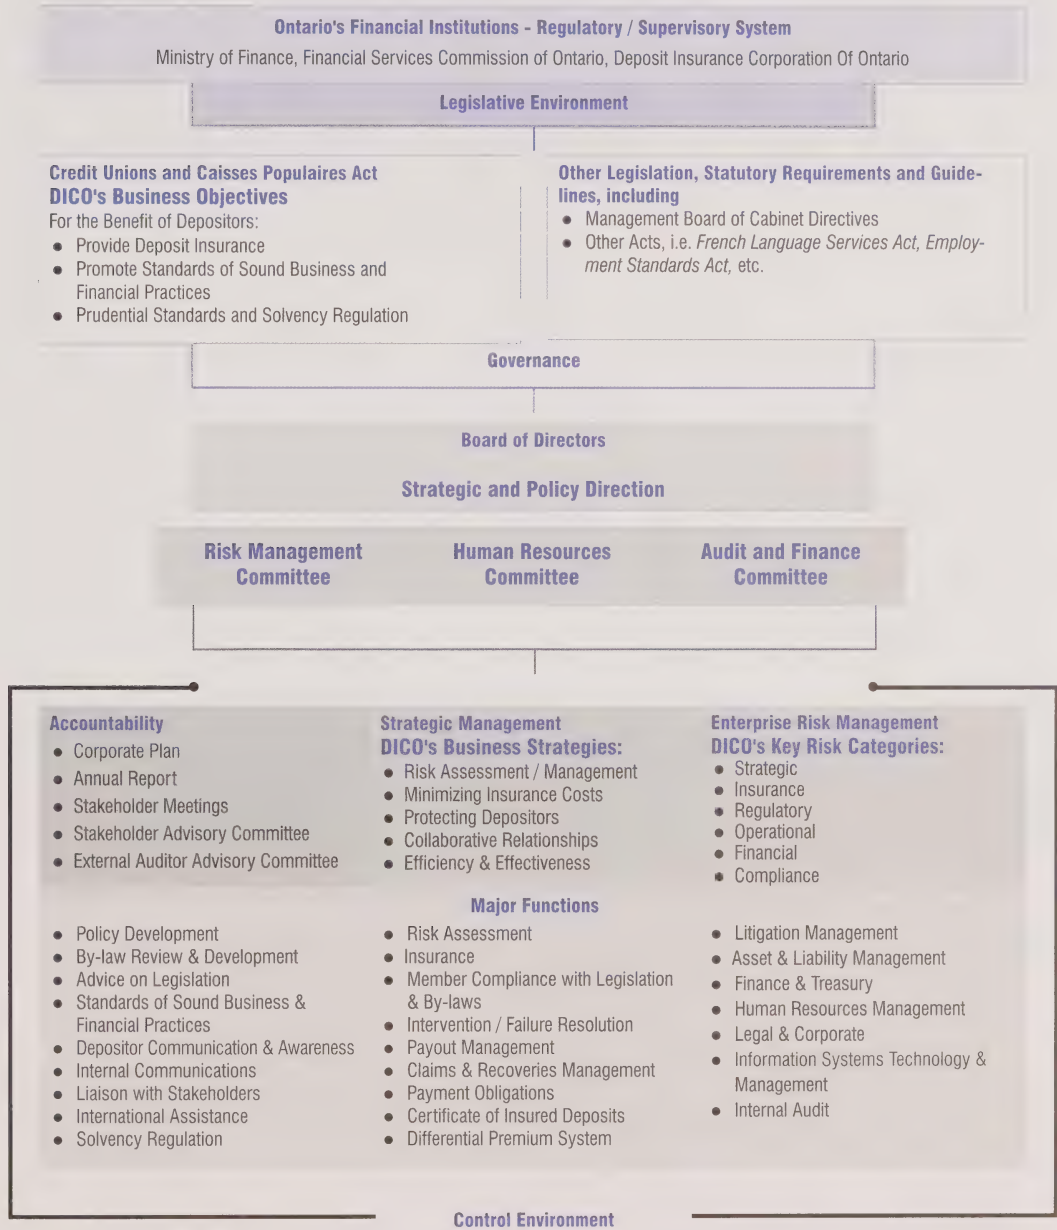 Ontario's Financial Institutions - Regulatory / Supervisory System
Ministry of Finance, Financial Services Commission of Ontario, Deposit Insurance Corporation Of Ontario
Legislative Environment
Credit Unions and Caisses Populaires Act
DICO's Business Objectives
For the Benefit of Depositors:
• Provide Deposit Insurance
• Promote Standards of Sound Business and
Financial Practices
• Prudential Standards and Solvency Regulation
Other Legislation, Statutory Requirements and Guide-
lines, including
• Management Board of Cabinet Directives
• Other Acts, i.e. French Language Services Act, Employ-
ment Standards Act, etc.
Governance
Board of Directors
Strategic and Policy Direction
Risk Management
Committee
Human Resources
Committee
Audit and Finance
Committee
Accountability
• Corporate Plan
• Annual Report
• Stakeholder Meetings
• Stakeholder Advisory Committee
• External Auditor Advisory Committee
Strategic Management
DICO's Business Strategies:
• Risk Assessment / Management
• Minimizing Insurance Costs
• Protecting Depositors
• Collaborative Relationships
• Efficiency & Effectiveness
Enterprise Risk Management
DICO's Key Risk Categories:
• Strategic
• Insurance
• Regulatory
• Operational
• Financial
• Compliance
Major Functions
• Policy Development
• By-law Review & Development
• Advice on Legislation
• Standards of Sound Business &
Financial Practices
• Depositor Communication & Awareness
• Internal Communications
• Liaison with Stakeholders
• International Assistance
• Solvency Regulation
• Risk Assessment
• Insurance
• Member Compliance with Legislation
& By-laws
• Intervention / Failure Resolution
• Payout Management
• Claims & Recoveries Management
• Payment Obligations
• Certificate of Insured Deposits
• Differential Premium System
• Litigation Management
• Asset & Liability Management
• Finance & Treasury
• Human Resources Management
• Legal & Corporate
• Information Systems Technology &
Management
• Internal Audit
Control Environment